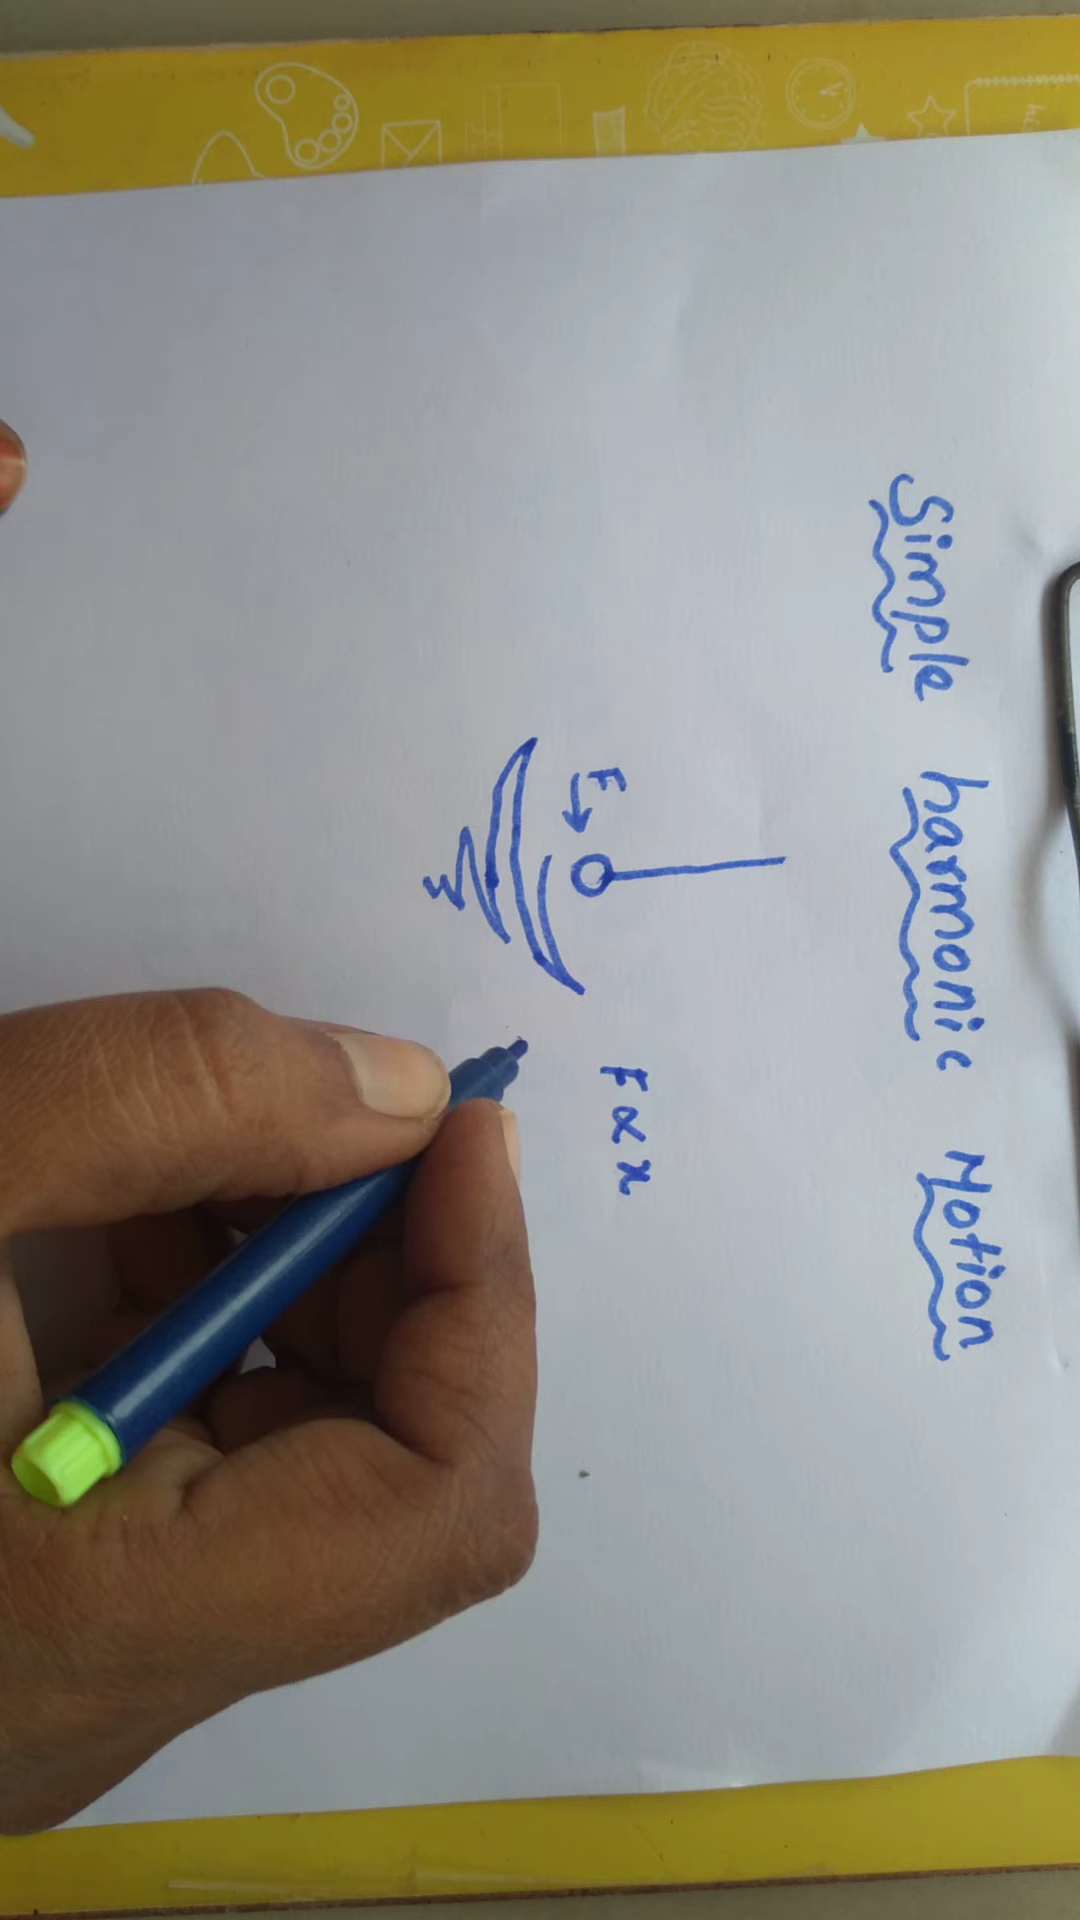 Simple harmonic Motion
F →
F α x